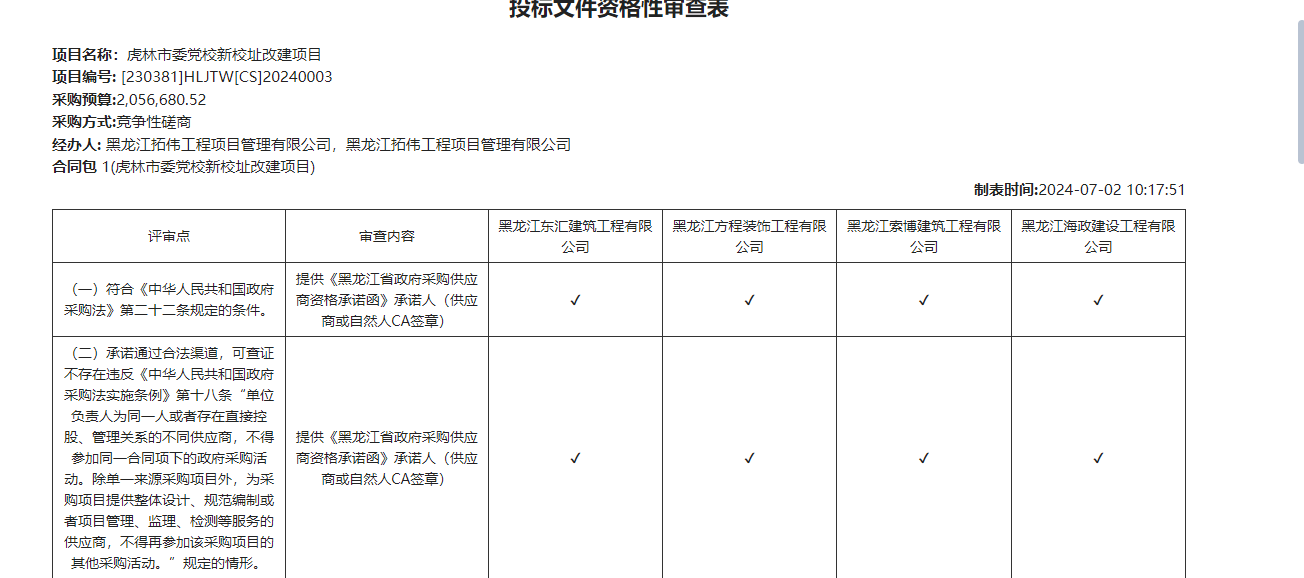 投标文件资格性审查表
项目名称：虎林市委党校新校址改建项目
项目编号: [230381]HLJTW[CS]20240003
采购预算:2,056,680.52
采购方式:竞争性磋商
经办人: 黑龙江拓伟工程项目管理有限公司，黑龙江拓伟工程项目管理有限公司
合同包 1(虎林市委党校新校址改建项目)
制表时间:2024-07-02 10:17:51
评审点
审查内容
黑龙江东汇建筑工程有限
公司
黑龙江方程装饰工程有限
公司
黑龙江索博建筑工程有限
公司
黑龙江海政建设工程有限
公司
（一）符合《中华人民共和国政府
采购法》第二十二条规定的条件。
提供《黑龙江省政府采购供应
商资格承诺函》承诺人（供应
商或自然人CA签章）
✓
✓
✓
✓
（二）承诺通过合法渠道，可查证
不存在违反《中华人民共和国政府
采购法实施条例》第十八条“单位
负责人为同一人或者存在直接控
股、管理关系的不同供应商，不得
参加同一合同项下的政府采购活
动。除单一来源采购项目外，为采
购项目提供整体设计、规范编制或
者项目管理、监理、检测等服务的
供应商，不得再参加该采购项目的
其他采购活动。”规定的情形。
提供《黑龙江省政府采购供应
商资格承诺函》承诺人（供应
商或自然人CA签章）
✓
✓
✓
✓